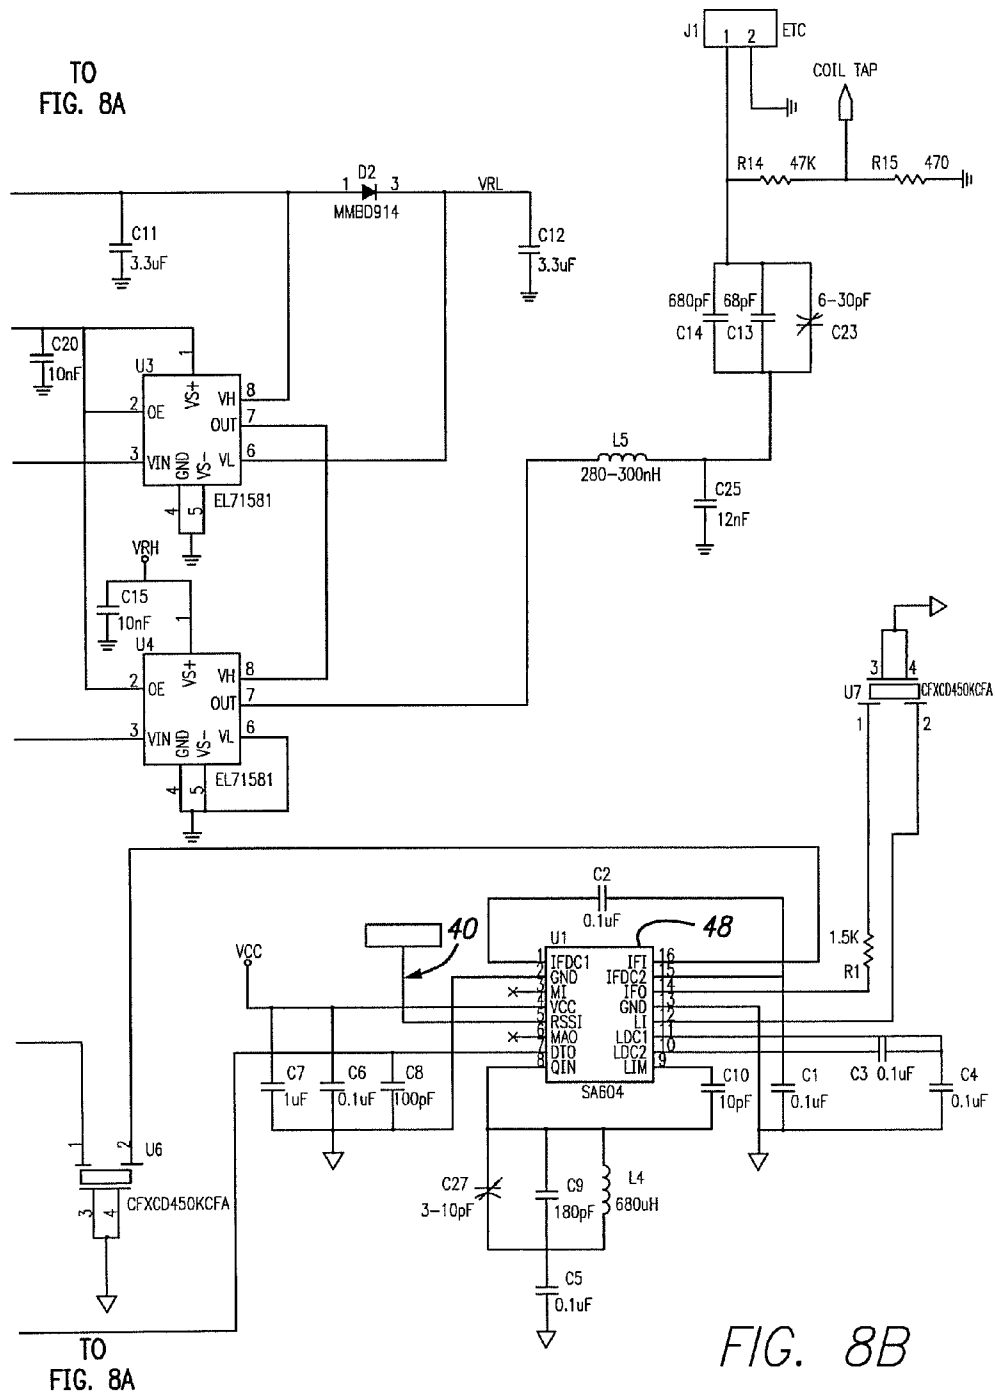 J1 1 2 ETC
TO
FIG. 8A
COIL TAP
R14 47K R15 470
D2
1 3 VRL
MMBD914
C11
3.3uF
C12
3.3uF
680pF 68pF 6-30pF
C14 C13 C23
C20
10nF
U3
1
VS+
2 OE VH 8
OUT 7
3 VIN GND VS- VL 6
EL71581
4 5
L5
280-300nH
C25
12nF
VRH
C15
10nF
U4
1
VS+
2 OE VH 8
OUT 7
3 VIN GND VS- VL 6
EL71581
4 5
3 4
U7 CFXCD450KCFA
1 2
C2
0.1uF
40
48
1.5K
R1
VCC
U1
1 IFDC1 IFI 16
2 GND IFDC2 15
3 MI IFO 14
4 VCC GND 13
5 RSSI LI 12
6 MAO LDC1 11
7 DTO LDC2 10
8 QIN LIM 9
SA604
C7
1uF
C6
0.1uF
C8
100pF
C10
10pF
C1
0.1uF
C3 0.1uF
C4
0.1uF
1 2 U6
CFXCD450KCFA
3 4
C27
3-10pF
C9
180pF
L4
680uH
C5
0.1uF
TO
FIG. 8A
FIG. 8B